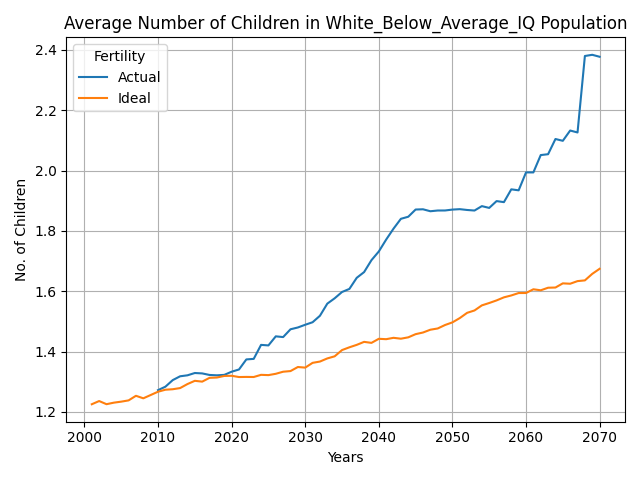 Average Number of Children in White_Below_Average_IQ Population
No. of Children
2.4
2.2
2.0
1.8
1.6
1.4
1.2
Fertility
Actual
Ideal
2000 2010 2020 2030 2040 2050 2060 2070
Years